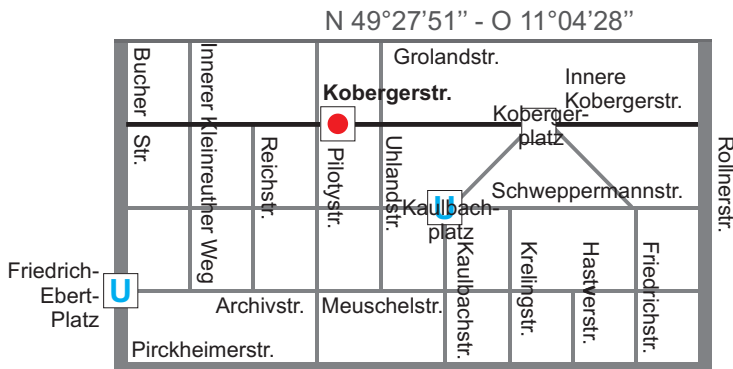 N 49°27’51’’ - O 11°04’28’’
Grolandstr.
Bucher
Str.
Innerer Kleinreuther Weg
Kobergerstr.
Innere
Kobergerstr.
Koberger-
platz
Reichstr.
Pilotystr.
Uhlandstr.
Rollnerstr.
Schweppermannstr.
U
Kaulbach-
platz
Kaulbachstr.
Krelingstr.
Hastverstr.
Friedrichstr.
Friedrich-
Ebert-
Platz
U
Archivstr.
Meuschelstr.
Pirckheimerstr.